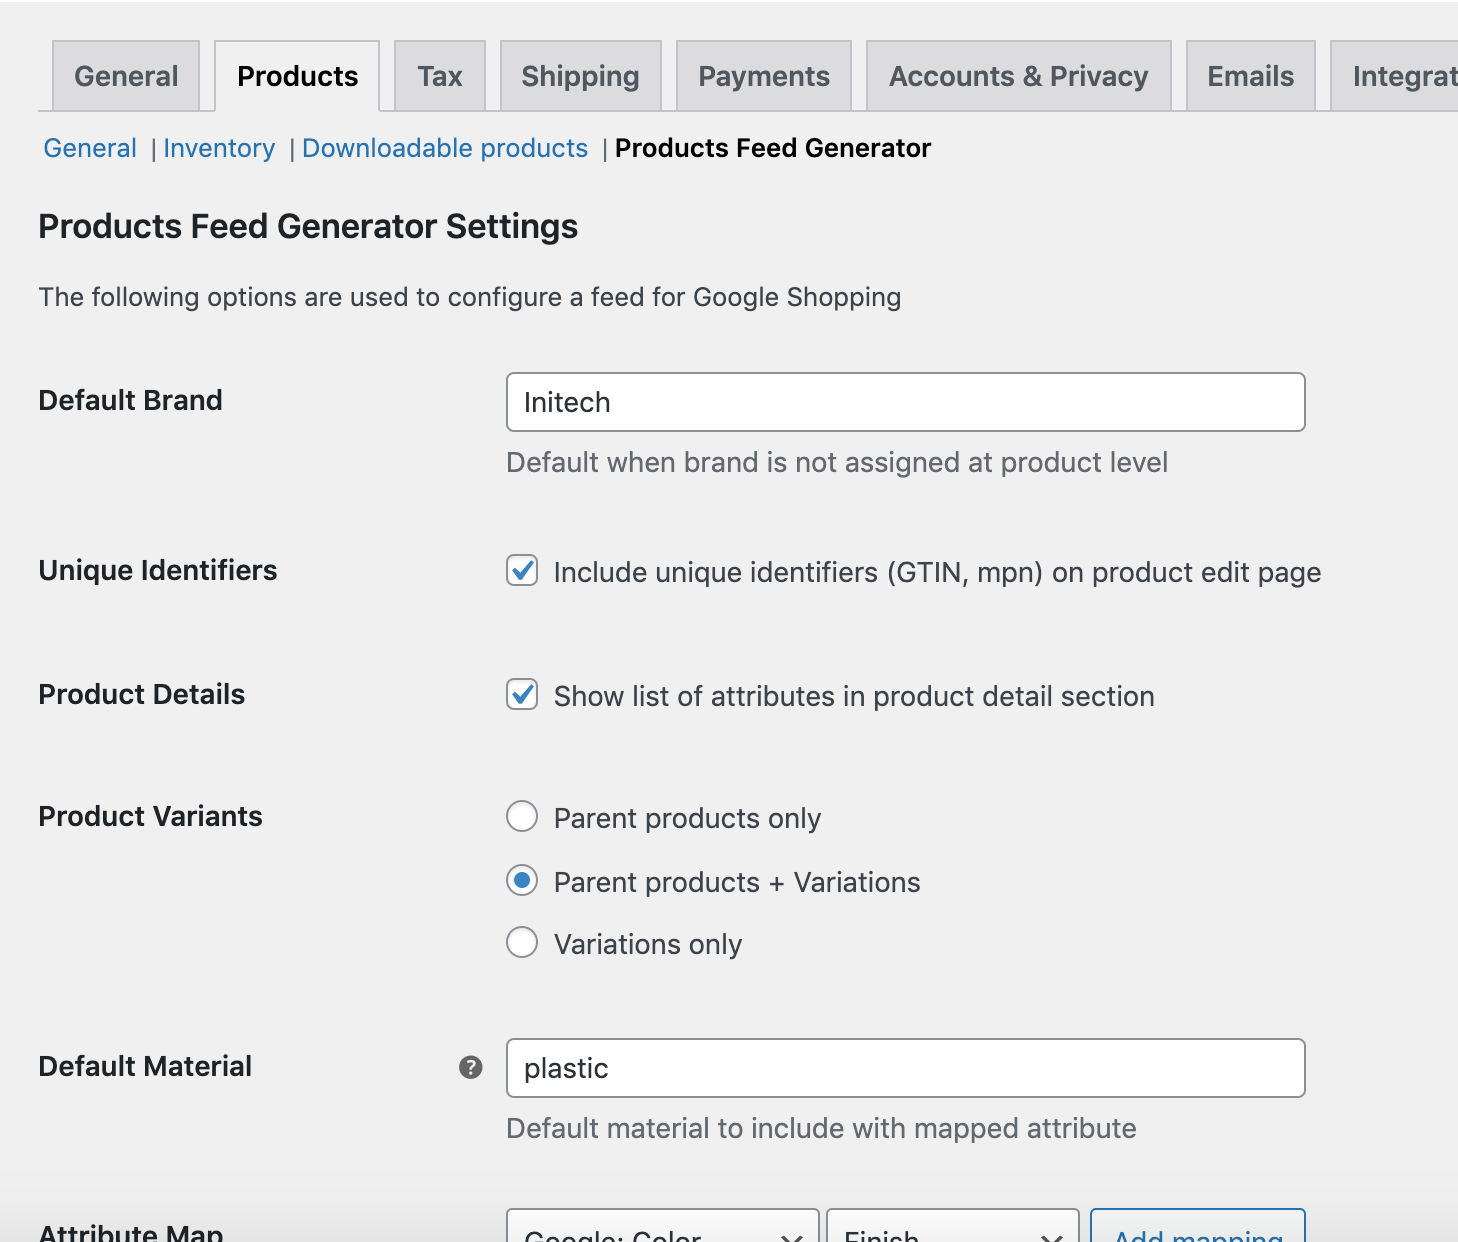 General Products Tax Shipping Payments Accounts & Privacy Emails Integrat
General | Inventory | Downloadable products | Products Feed Generator
Products Feed Generator Settings
The following options are used to configure a feed for Google Shopping
Default Brand Initech
Default when brand is not assigned at product level
Unique Identifiers Include unique identifiers (GTIN, mpn) on product edit page
Product Details Show list of attributes in product detail section
Product Variants Parent products only
Parent products + Variations
Variations only
Default Material ? plastic
Default material to include with mapped attribute
Attribute Map Google: Color Finish Add mapping